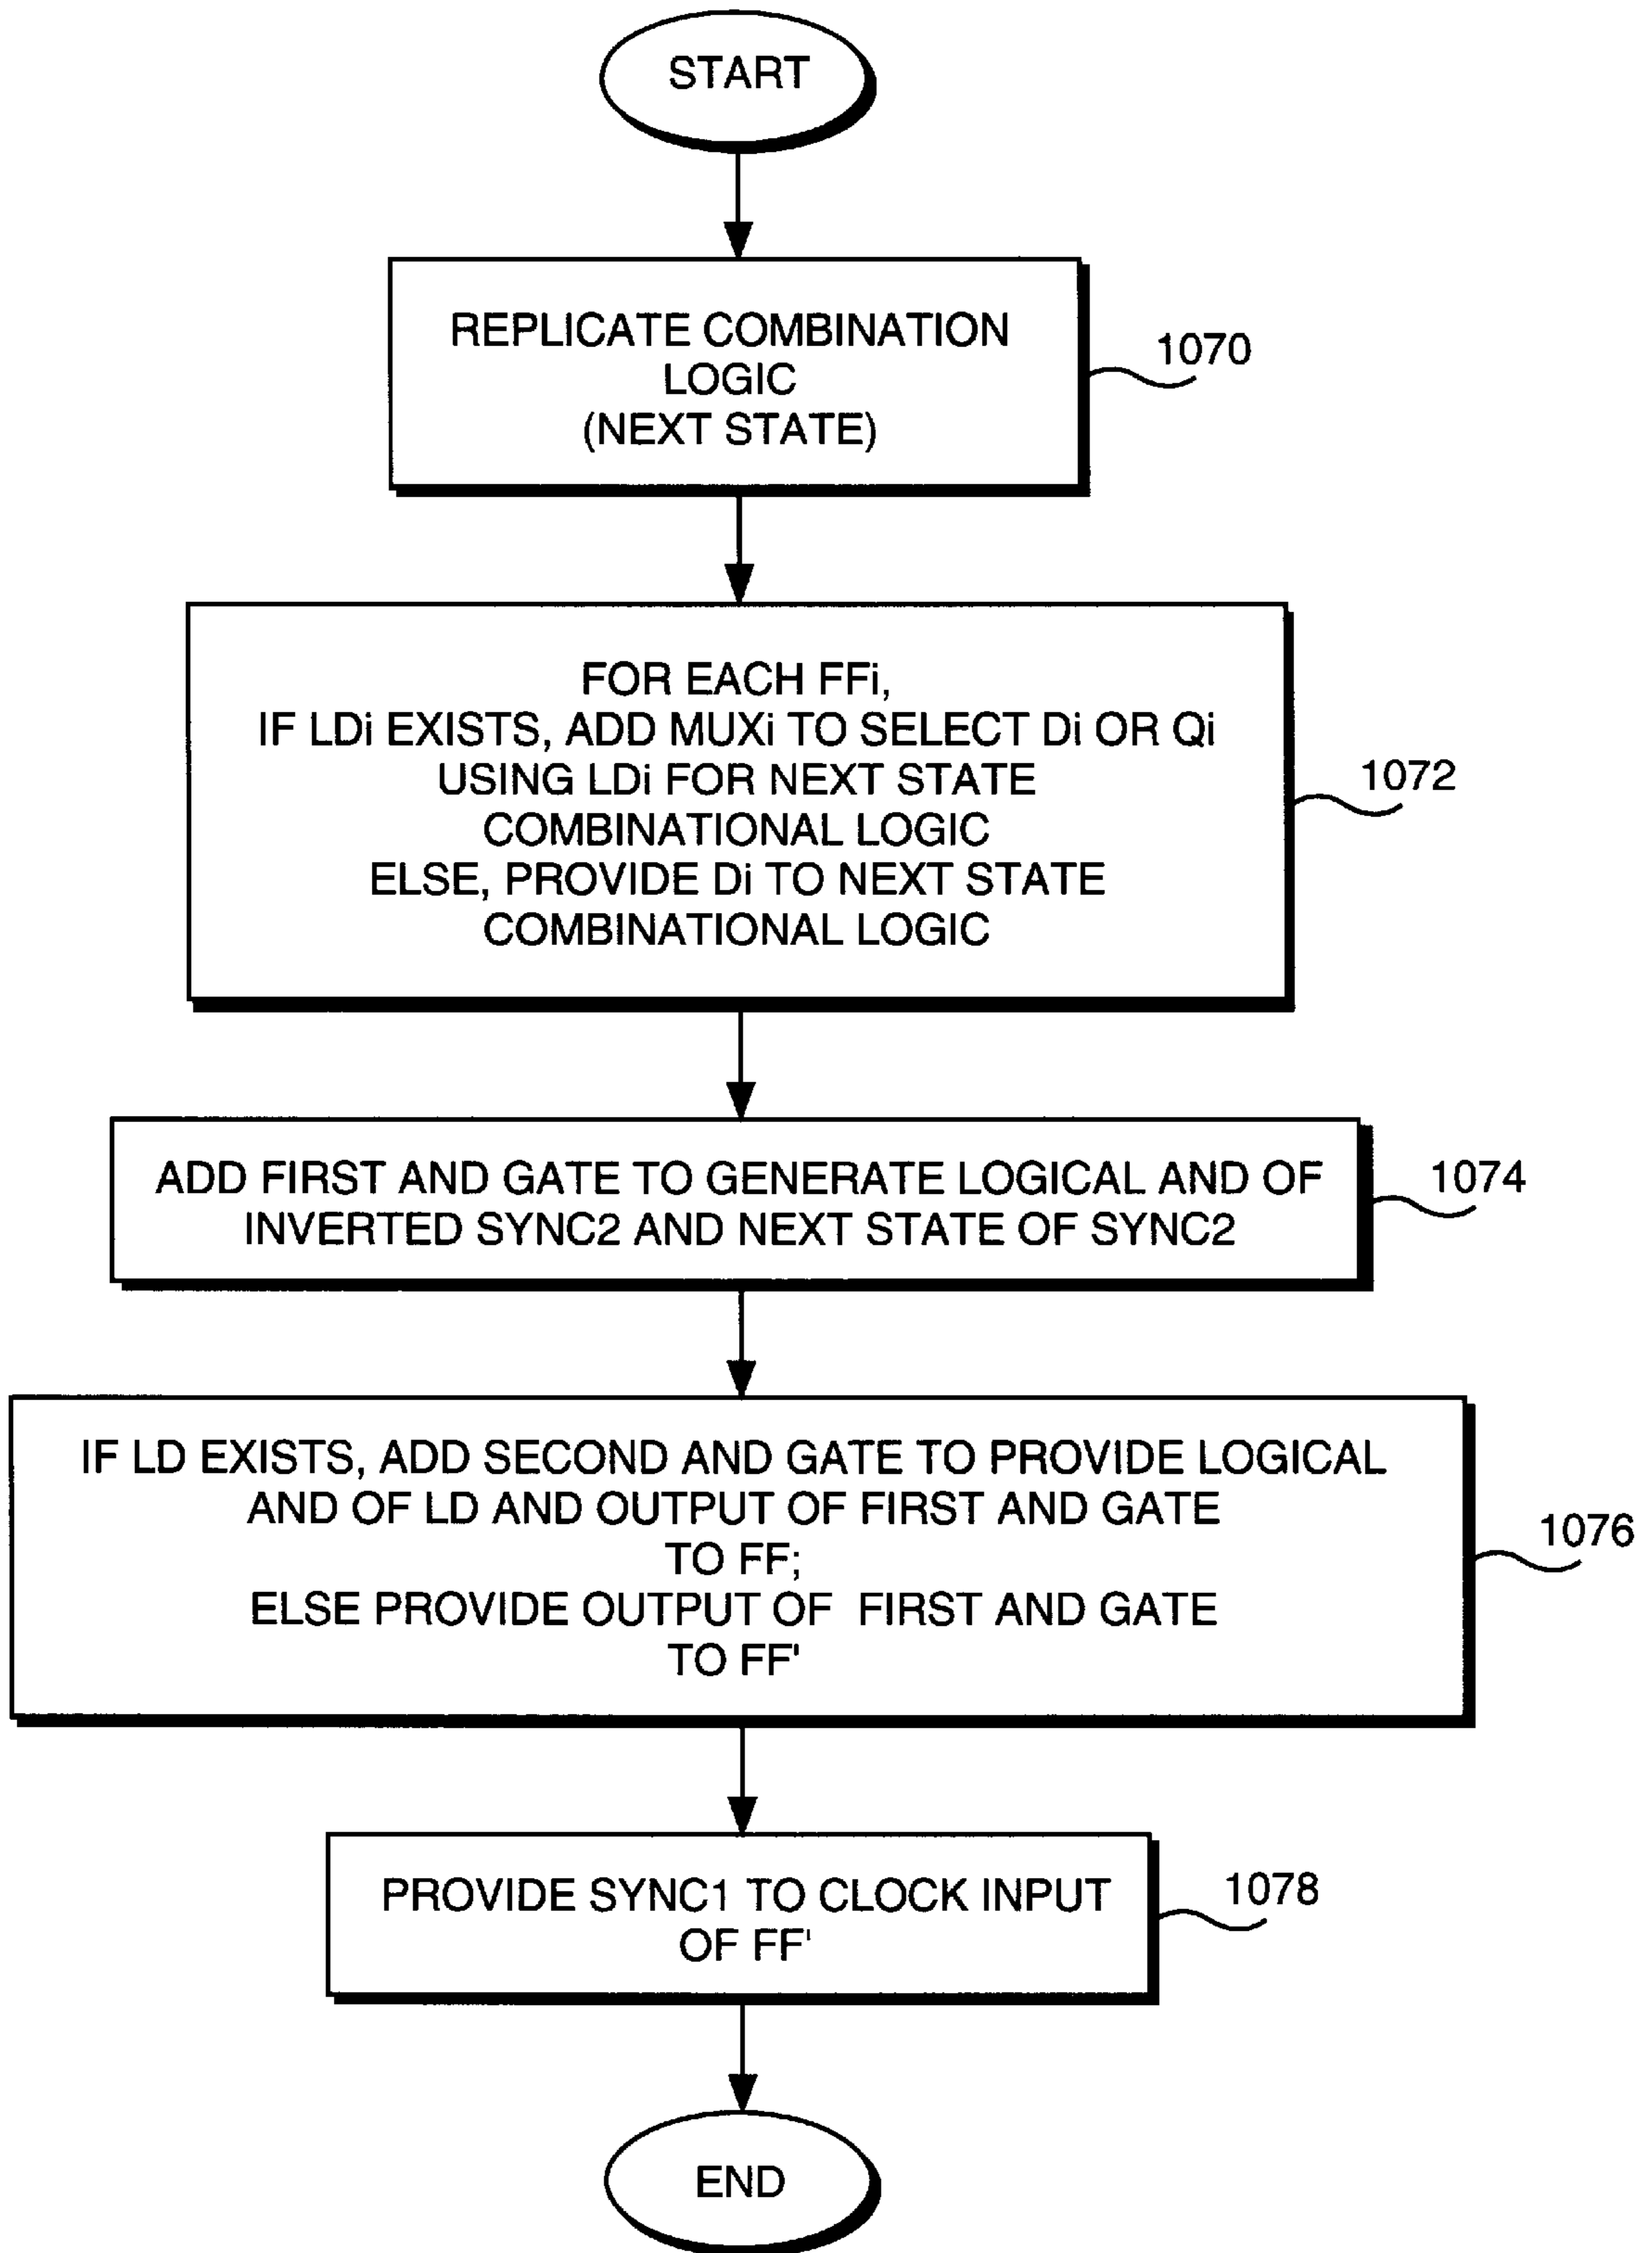 START
REPLICATE COMBINATION
LOGIC
(NEXT STATE)
1070
FOR EACH FFi,
IF LDi EXISTS, ADD MUXi TO SELECT Di OR Qi
USING LDi FOR NEXT STATE
COMBINATIONAL LOGIC
ELSE, PROVIDE Di TO NEXT STATE
COMBINATIONAL LOGIC
1072
ADD FIRST AND GATE TO GENERATE LOGICAL AND OF
INVERTED SYNC2 AND NEXT STATE OF SYNC2
1074
IF LD EXISTS, ADD SECOND AND GATE TO PROVIDE LOGICAL
AND OF LD AND OUTPUT OF FIRST AND GATE
TO FF;
ELSE PROVIDE OUTPUT OF FIRST AND GATE
TO FF'
1076
PROVIDE SYNC1 TO CLOCK INPUT
OF FF'
1078
END